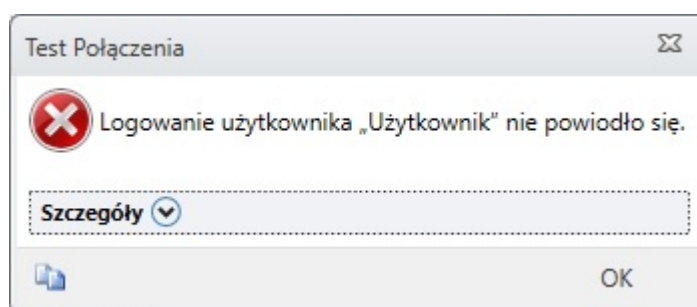 Test Połączenia
Logowanie użytkownika „Użytkownik" nie powiodło się.
Szczegóły
OK